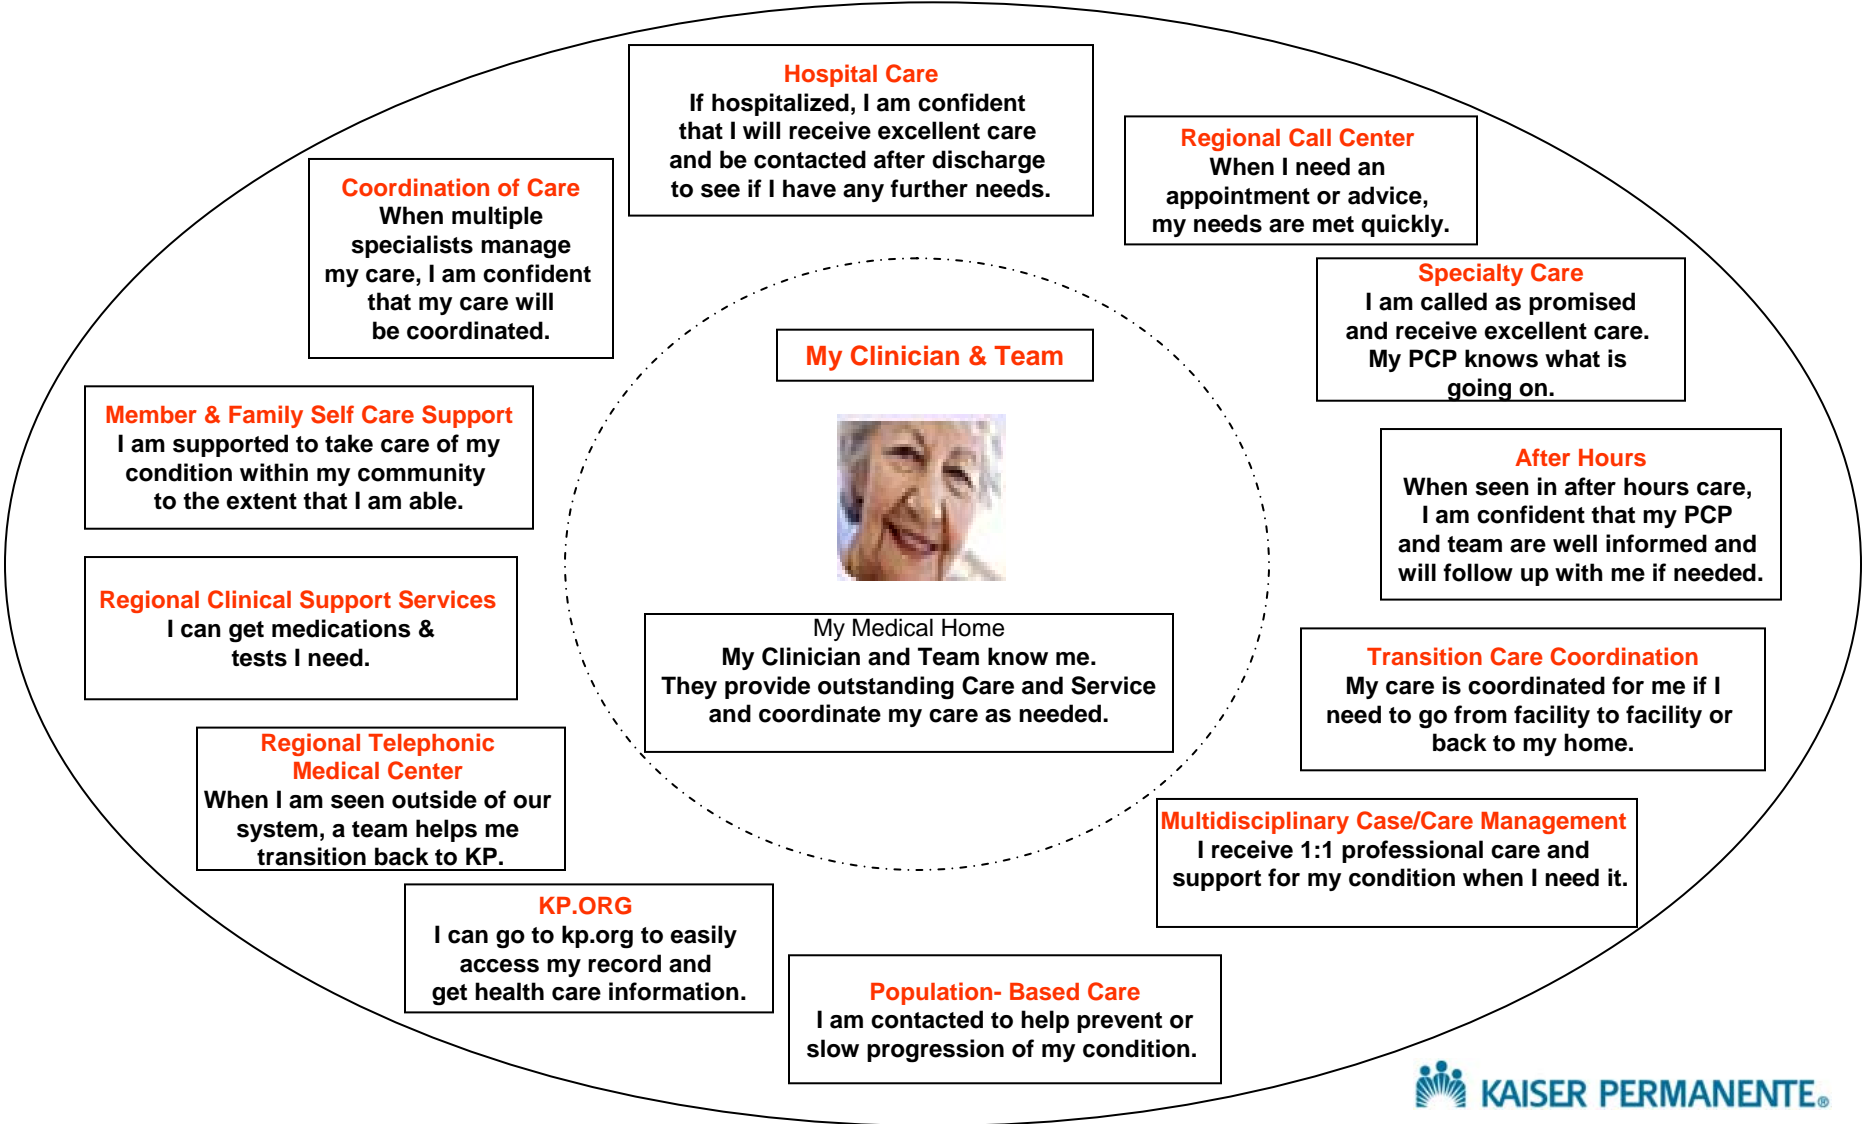 Hospital Care
If hospitalized, I am confident
that I will receive excellent care
and be contacted after discharge
to see if I have any further needs.
Regional Call Center
When I need an
appointment or advice,
my needs are met quickly.
Coordination of Care
When multiple
specialists manage
my care, I am confident
that my care will
be coordinated.
Specialty Care
I am called as promised
and receive excellent care.
My PCP knows what is
going on.
My Clinician & Team
Member & Family Self Care Support
I am supported to take care of my
condition within my community
to the extent that I am able.
After Hours
When seen in after hours care,
I am confident that my PCP
and team are well informed and
will follow up with me if needed.
Regional Clinical Support Services
I can get medications &
tests I need.
My Medical Home
My Clinician and Team know me.
They provide outstanding Care and Service
and coordinate my care as needed.
Transition Care Coordination
My care is coordinated for me if I
need to go from facility to facility or
back to my home.
Regional Telephonic
Medical Center
When I am seen outside of our
system, a team helps me
transition back to KP.
Multidisciplinary Case/Care Management
I receive 1:1 professional care and
support for my condition when I need it.
KP.ORG
I can go to kp.org to easily
access my record and
get health care information.
Population- Based Care
I am contacted to help prevent or
slow progression of my condition.
KAISER PERMANENTE®